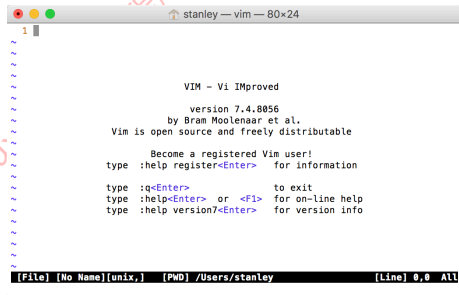 stanley — vim — 80×24
1
~
~
~
~
~ VIM - Vi IMproved
~
~ version 7.4.8056
~ by Bram Moolenaar et al.
~ Vim is open source and freely distributable
~
~ Become a registered Vim user!
~ type :help register<Enter> for information
~
~ type :q<Enter> to exit
~ type :help<Enter> or <F1> for on-line help
~ type :help version7<Enter> for version info
~
~
~
~
[File] [No Name][unix,] [PWD] /Users/stanley [Line] 0,0 All